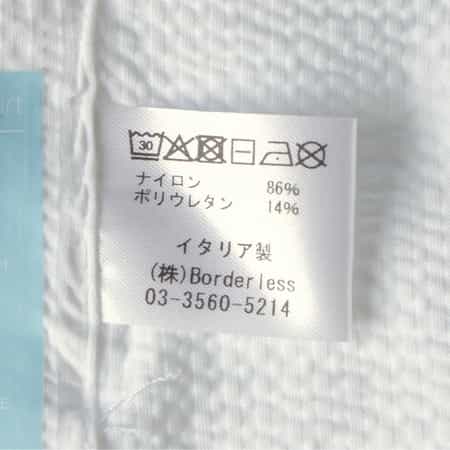 30
ナイロン 86%
ポリウレタン 14%
イタリア製
(株)Borderless
03-3560-5214